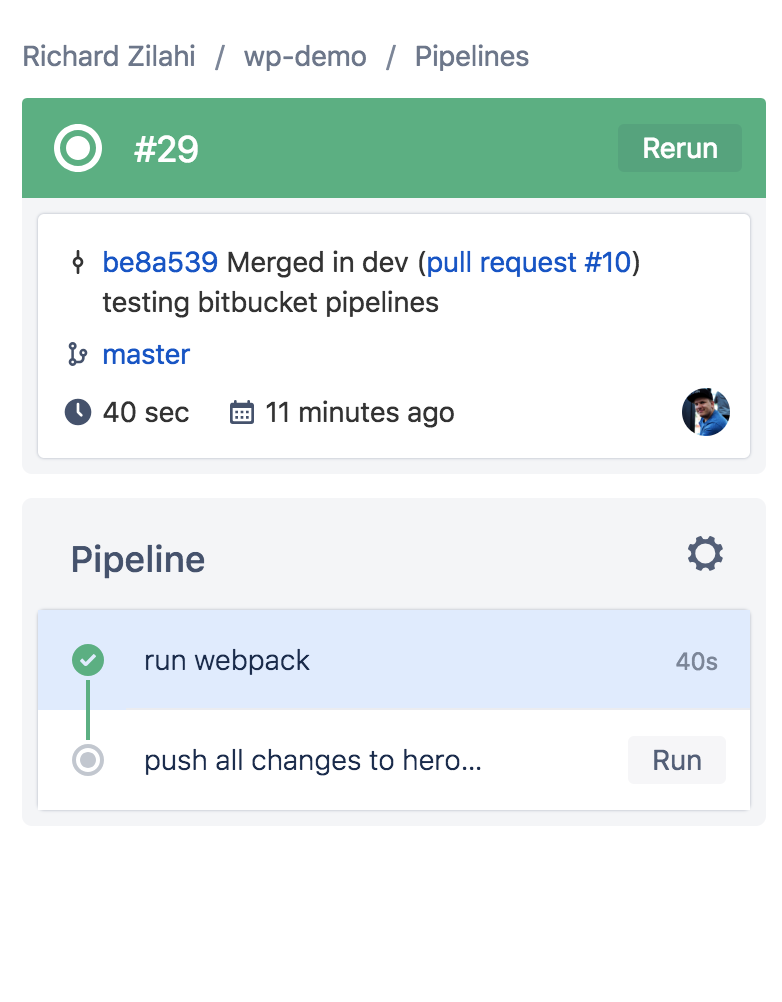 Richard Zilahi / wp-demo / Pipelines
#29 Rerun
be8a539 Merged in dev (pull request #10)
testing bitbucket pipelines
master
40 sec 11 minutes ago
Pipeline
run webpack 40s
push all changes to hero... Run